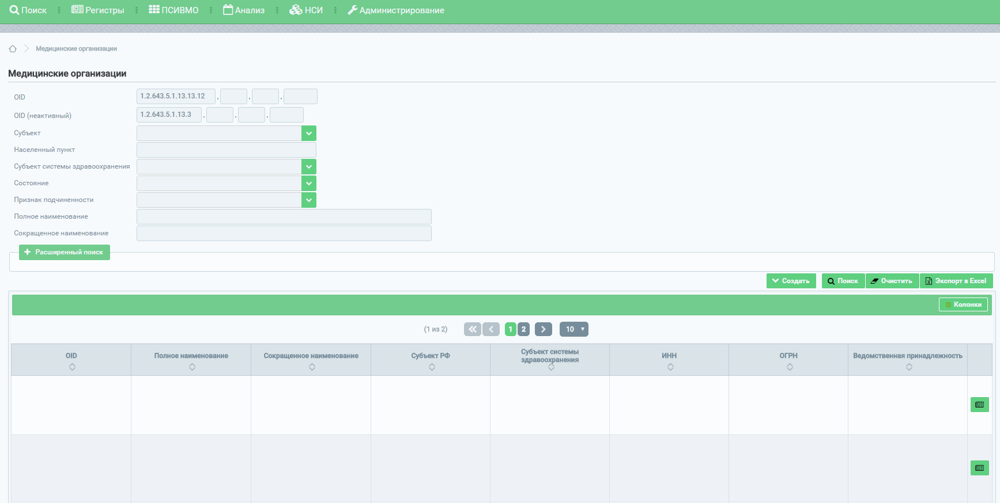 Поиск Регистры ПСИВМО Анализ НСИ Администрирование
Медицинские организации
Медицинские организации
OID 1.2.643.5.1.13.13.12 . . .
OID (неактивный) 1.2.643.5.1.13.3 . . .
Субъект
Населенный пункт
Субъект системы здравоохранения
Состояние
Признак подчиненности
Полное наименование
Сокращенное наименование
Расширенный поиск
Создать Поиск Очистить Экспорт в Excel
Колонки
(1 из 2) 1 2 10
OID Полное наименование Сокращенное наименование Субъект РФ Субъект системы здравоохранения ИНН ОГРН Ведомственная принадлежность